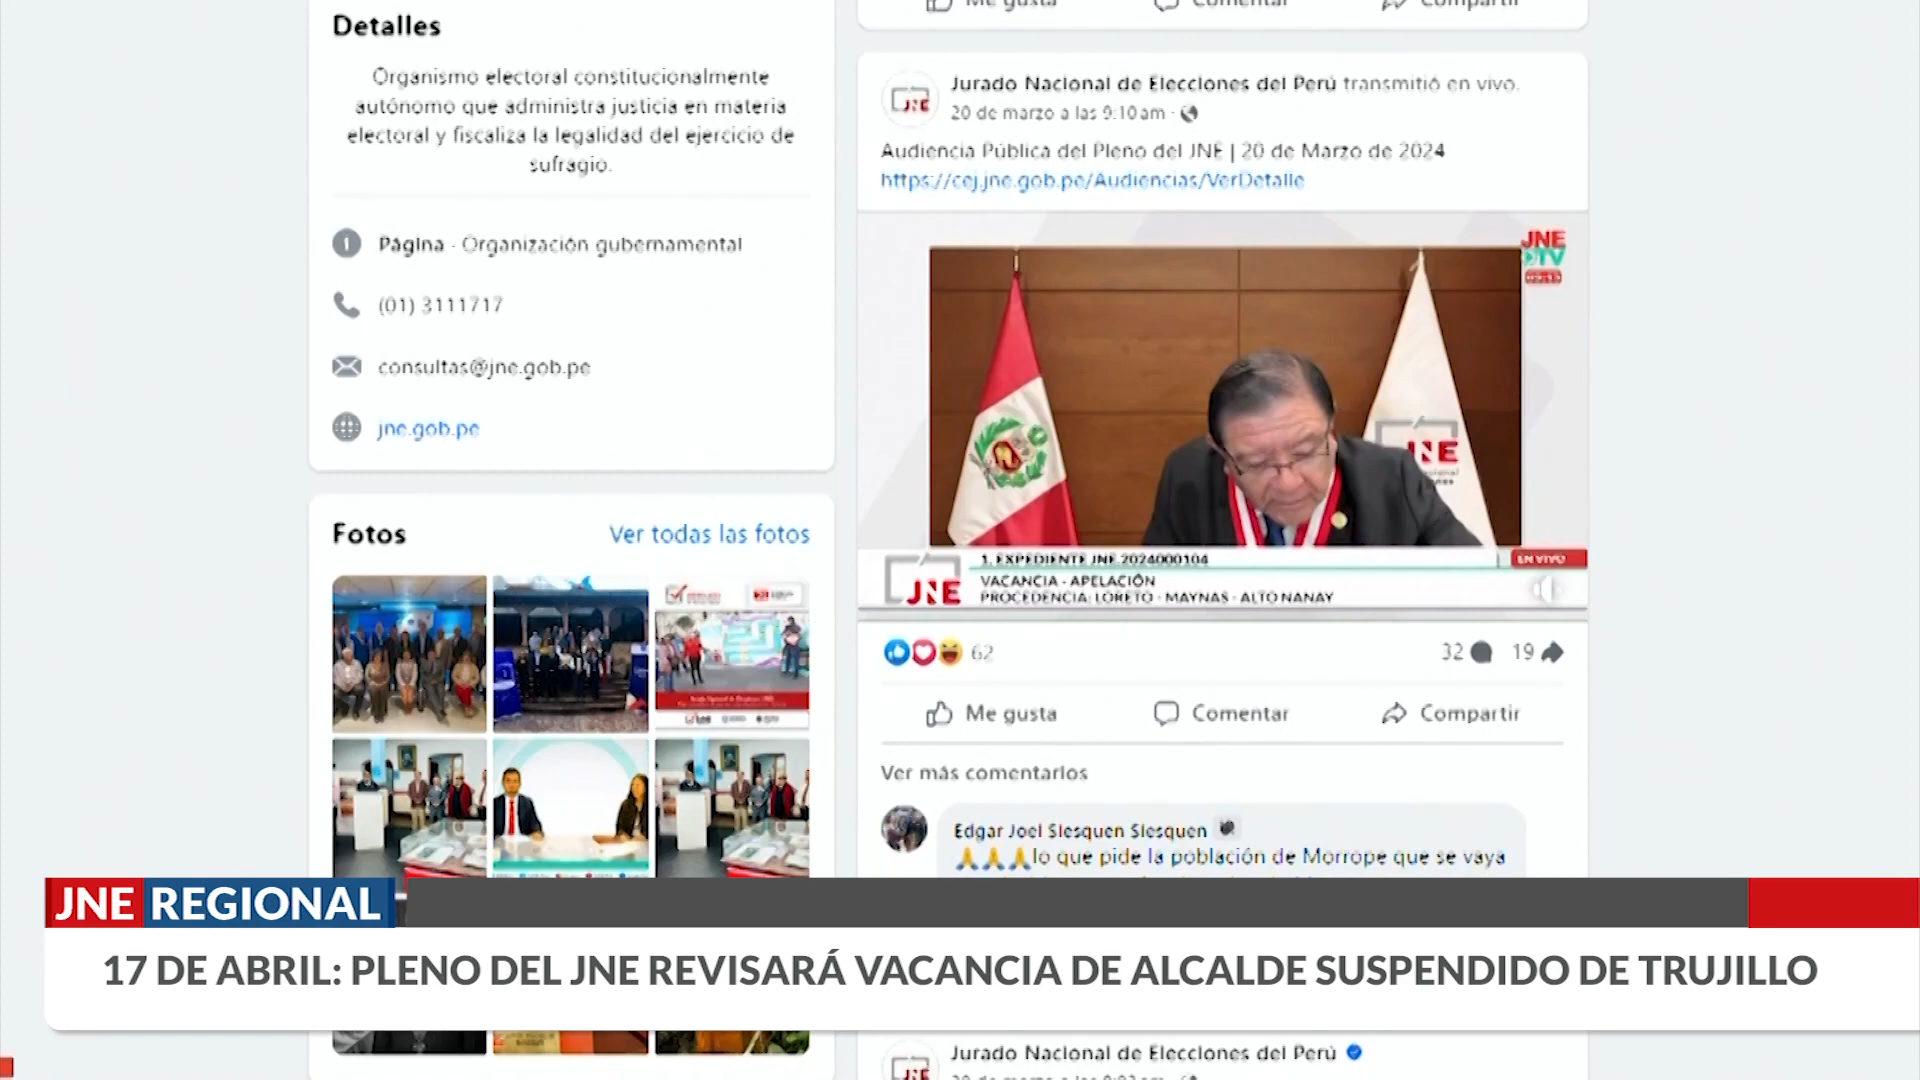 Detalles
Organismo electoral constitucionalmente
autónomo que administra justicia en materia
electoral y fiscaliza la legalidad del ejercicio de
sufragio.
Página · Organización gubernamental
(01) 3111717
consultas@jne.gob.pe
jne.gob.pe
Fotos
Ver todas las fotos
Me gusta
Comentar
Compartir
Jurado Nacional de Elecciones del Perú transmitió en vivo.
20 de marzo a las 9:10 am ·
Audiencia Pública del Pleno del JNE | 20 de Marzo de 2024
https://cej.jne.gob.pe/Audiencias/VerDetalle
JNE
TV
JNE
JNE
1. EXPEDIENTE JNE.2024000104
EN VIVO
VACANCIA - APELACIÓN
PROCEDENCIA: LORETO - MAYNAS - ALTO NANAY
62
32
19
Me gusta
Comentar
Compartir
Ver más comentarios
Edgar Joel Siesquen Siesquen
🙏🙏🙏lo que pide la población de Morrope que se vaya
JNE REGIONAL
17 DE ABRIL: PLENO DEL JNE REVISARÁ VACANCIA DE ALCALDE SUSPENDIDO DE TRUJILLO
JNE
Jurado Nacional de Elecciones del Perú